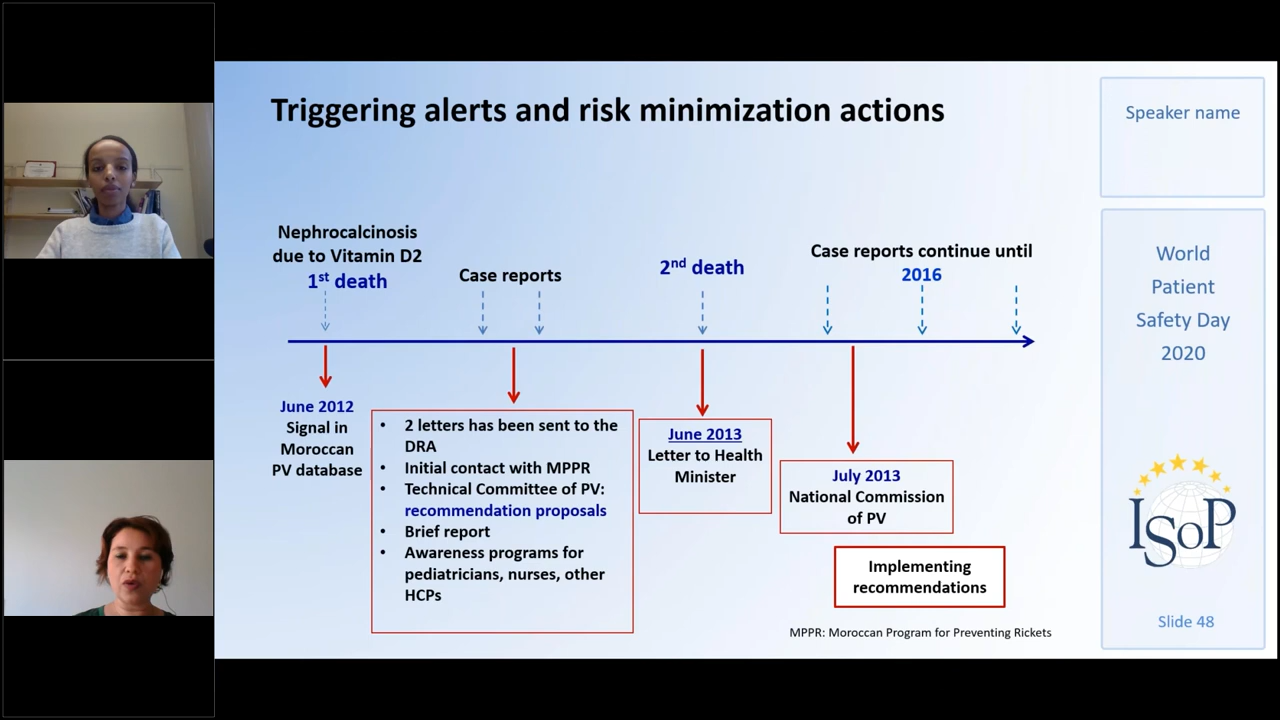 Triggering alerts and risk minimization actions
Nephrocalcinosis
due to Vitamin D2
1st death
Case reports
2nd death
Case reports continue until
2016
June 2012
Signal in
Moroccan
PV database
• 2 letters has been sent to the
DRA
• Initial contact with MPPR
• Technical Committee of PV:
recommendation proposals
• Brief report
• Awareness programs for
pediatricians, nurses, other
HCPs
June 2013
Letter to Health
Minister
July 2013
National Commission
of PV
Implementing
recommendations
MPPR: Moroccan Program for Preventing Rickets
Speaker name
World
Patient
Safety Day
2020
ISoP
Slide 48